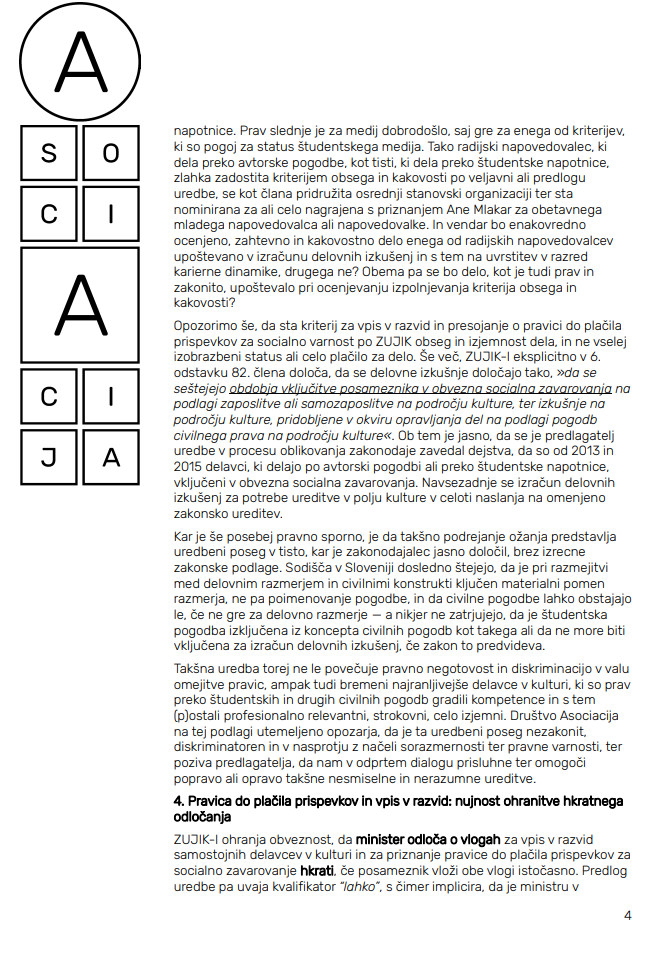 A
S O
C I
A
C I
J A
napotnice. Prav slednje je za medij dobrodošlo, saj gre za enega od kriterijev,
ki so pogoj za status študentskega medija. Tako radijski napovedovalec, ki
dela preko avtorske pogodbe, kot tisti, ki dela preko študentske napotnice,
zlahka zadostita kriterijem obsega in kakovosti po veljavni ali predlogu
uredbe, se kot člana pridružita osrednji stanovski organizaciji ter sta
nominirana za ali celo nagrajena s priznanjem Ane Mlakar za obetavnega
mladega napovedovalca ali napovedovalke. In vendar bo enakovredno
ocenjeno, zahtevno in kakovostno delo enega od radijskih napovedovalcev
upoštevano v izračunu delovnih izkušenj in s tem na uvrstitev v razred
karierne dinamike, drugega ne? Obema pa se bo delo, kot je tudi prav in
zakonito, upoštevalo pri ocenjevanju izpolnjevanja kriterija obsega in
kakovosti?
Opozorimo še, da sta kriterij za vpis v razvid in presojanje o pravici do plačila
prispevkov za socialno varnost po ZUJIK obseg in izjemnost dela, in ne vselej
izobrazbeni status ali celo plačilo za delo. Še več, ZUJIK-I eksplicitno v 6.
odstavku 82. člena določa, da se delovne izkušnje določajo tako, »da se
seštejejo obdobja vključitve posameznika v obvezna socialna zavarovanja na
podlagi zaposlitve ali samozaposlitve na področju kulture, ter izkušnje na
področju kulture, pridobljene v okviru opravljanja del na podlagi pogodb
civilnega prava na področju kulture«. Ob tem je jasno, da se je predlagatelj
uredbe v procesu oblikovanja zakonodaje zavedal dejstva, da so od 2013 in
2015 delavci, ki delajo po avtorski pogodbi ali preko študentske napotnice,
vključeni v obvezna socialna zavarovanja. Navsezadnje se izračun delovnih
izkušenj za potrebe ureditve v polju kulture v celoti naslanja na omenjeno
zakonsko ureditev.
Kar je še posebej pravno sporno, je da takšno podrejanje ožanja predstavlja
uredbeni poseg v tisto, kar je zakonodajalec jasno določil, brez izrecne
zakonske podlage. Sodišča v Sloveniji dosledno štejejo, da je pri razmejitvi
med delovnim razmerjem in civilnimi konstrukti ključen materialni pomen
razmerja, ne pa poimenovanje pogodbe, in da civilne pogodbe lahko obstajajo
le, če ne gre za delovno razmerje — a nikjer ne zatrjujejo, da je študentska
pogodba izključena iz koncepta civilnih pogodb kot takega ali da ne more biti
vključena za izračun delovnih izkušenj, če zakon to predvideva.
Takšna uredba torej ne le povečuje pravno negotovost in diskriminacijo v valu
omejitve pravic, ampak tudi bremeni najranljivejše delavce v kulturi, ki so prav
preko študentskih in drugih civilnih pogodb gradili kompetence in s tem
(p)ostali profesionalno relevantni, strokovni, celo izjemni. Društvo Asociacija
na tej podlagi utemeljeno opozarja, da je ta uredbeni poseg nezakonit,
diskriminatoren in v nasprotju z načeli sorazmernosti ter pravne varnosti, ter
poziva predlagatelja, da nam v odprtem dialogu prisluhne ter omogoči
popravo ali opravo takšne nesmiselne in nerazumne ureditve.
4. Pravica do plačila prispevkov in vpis v razvid: nujnost ohranitve hkratnega
odločanja
ZUJIK-I ohranja obveznost, da minister odloča o vlogah za vpis v razvid
samostojnih delavcev v kulturi in za priznanje pravice do plačila prispevkov za
socialno zavarovanje hkrati, če posameznik vloži obe vlogi istočasno. Predlog
uredbe pa uvaja kvalifikator “lahko”, s čimer implicira, da je ministru v
4